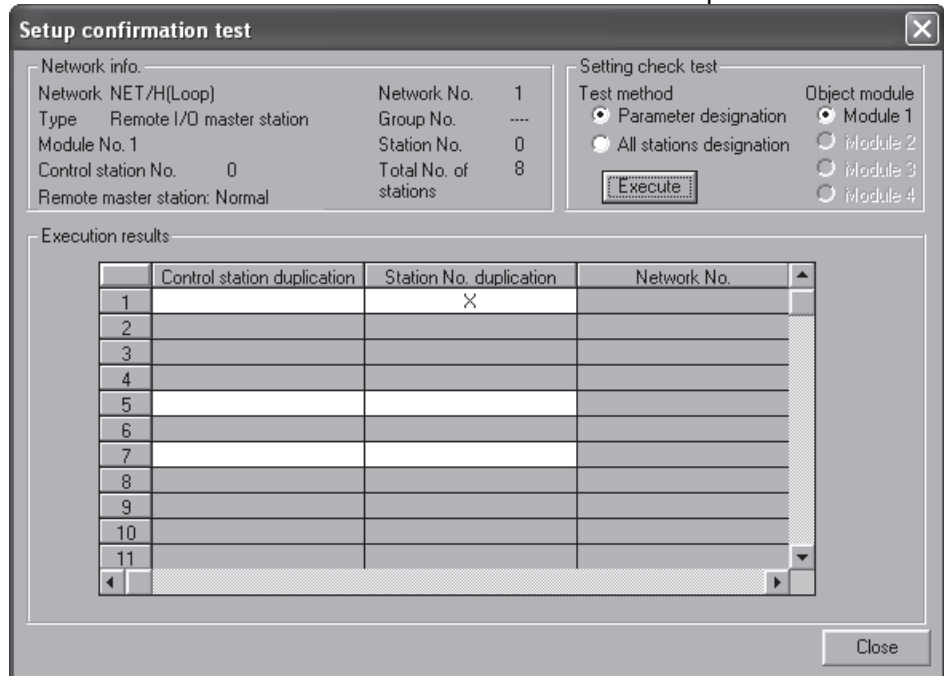 Setup confirmation test
Network info.
Network NET/H(Loop)
Type Remote I/O master station
Module No. 1
Control station No. 0
Remote master station: Normal
Network No. 1
Group No. ----
Station No. 0
Total No. of stations 8
Setting check test
Test method
Parameter designation
All stations designation
Execute
Object module
Module 1
Module 2
Module 3
Module 4
Execution results
Control station duplication Station No. duplication Network No.
1 X
2
3
4
5
6
7
8
9
10
11
Close